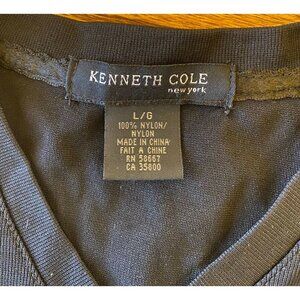 KENNETH COLE
new york
L/G
100% NYLON/
NYLON
MADE IN CHINA
FAIT A CHINE
RN 58667
CA 35800